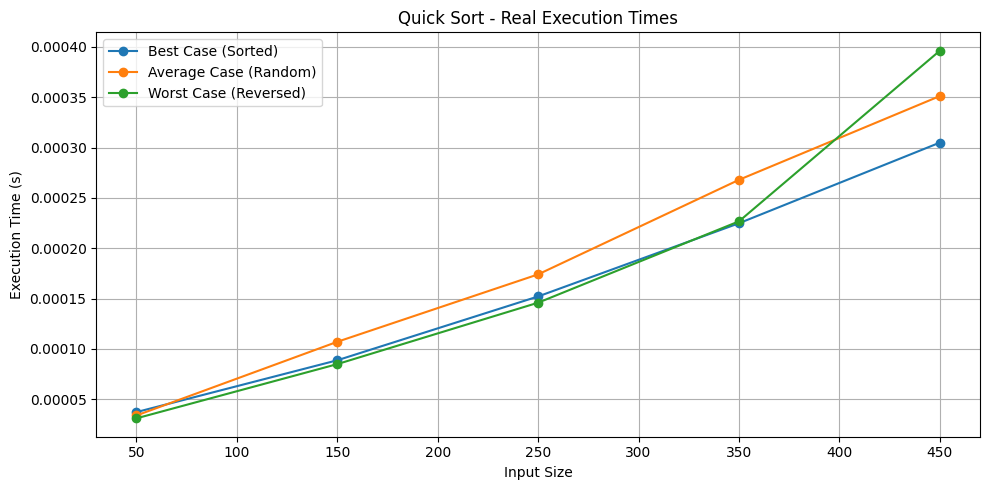 Quick Sort - Real Execution Times
Best Case (Sorted)
Average Case (Random)
Worst Case (Reversed)
Execution Time (s)
0.00040
0.00035
0.00030
0.00025
0.00020
0.00015
0.00010
0.00005
50 100 150 200 250 300 350 400 450
Input Size